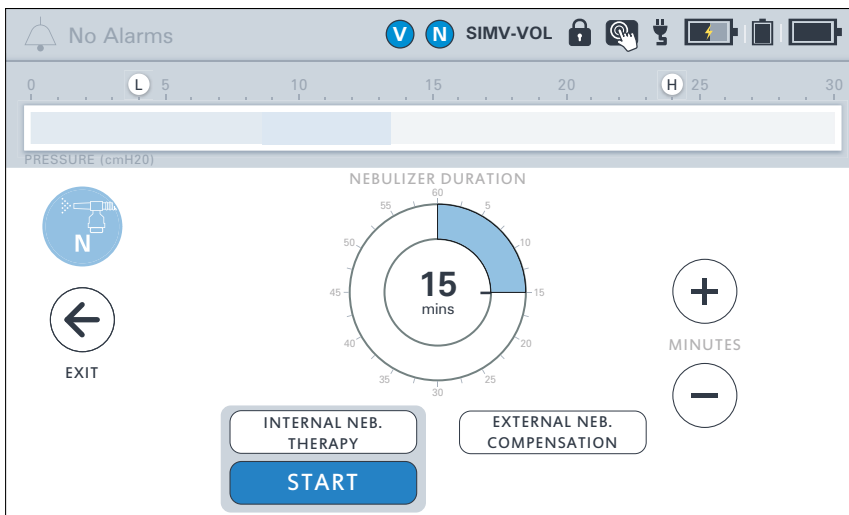 No Alarms
V N SIMV-VOL
0 L 5 10 15 20 H 25 30
PRESSURE (cmH20)
NEBULIZER DURATION
60
55 5
50 10
45 15
40 20
35 25
30
15
mins
N
EXIT
+
MINUTES
−
INTERNAL NEB.
THERAPY
START
EXTERNAL NEB.
COMPENSATION